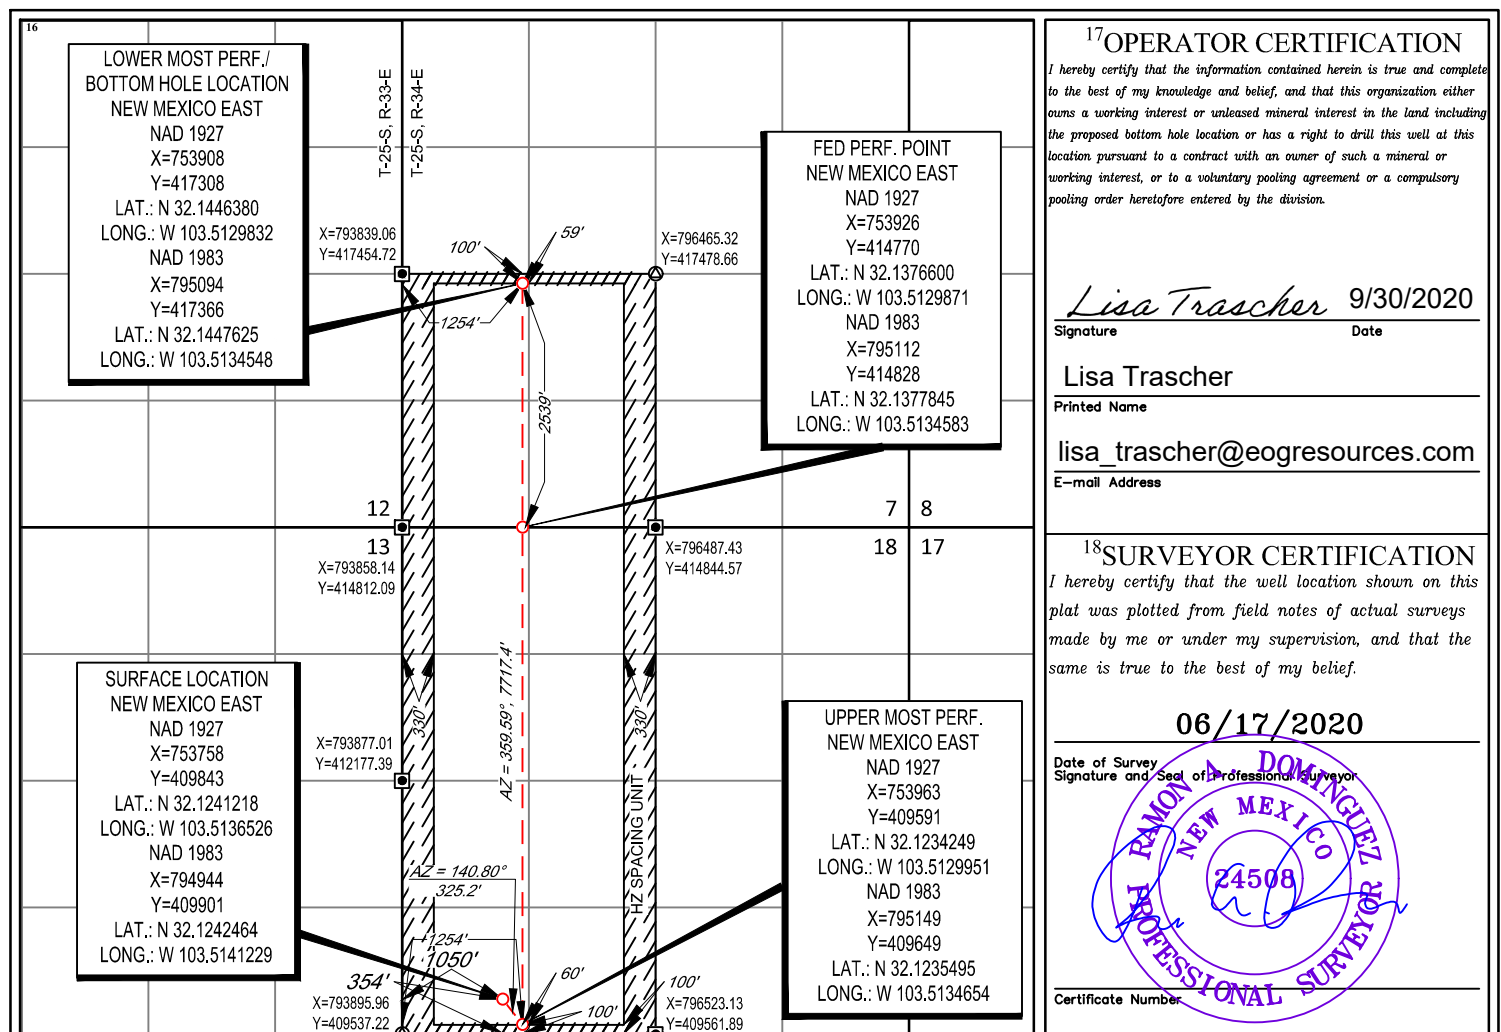 16
LOWER MOST PERF./
BOTTOM HOLE LOCATION
NEW MEXICO EAST
NAD 1927
X=753908
Y=417308
LAT.: N 32.1446380
LONG.: W 103.5129832
NAD 1983
X=795094
Y=417366
LAT.: N 32.1447625
LONG.: W 103.5134548
T-25-S, R-33-E
T-25-S, R-34-E
X=793839.06
Y=417454.72
100'
59'
X=796465.32
Y=417478.66
1254'
2539'
FED PERF. POINT
NEW MEXICO EAST
NAD 1927
X=753926
Y=414770
LAT.: N 32.1376600
LONG.: W 103.5129871
NAD 1983
X=795112
Y=414828
LAT.: N 32.1377845
LONG.: W 103.5134583
12
13
7 8
18 17
X=793858.14
Y=414812.09
X=796487.43
Y=414844.57
SURFACE LOCATION
NEW MEXICO EAST
NAD 1927
X=753758
Y=409843
LAT.: N 32.1241218
LONG.: W 103.5136526
NAD 1983
X=794944
Y=409901
LAT.: N 32.1242464
LONG.: W 103.5141229
X=793877.01
Y=412177.39
330'
AZ = 359.59°, 7717.4'
330'
HZ SPACING UNIT
AZ = 140.80°
325.2'
1254'
1050'
354'
60'
100'
100'
X=793895.96
Y=409537.22
X=796523.13
Y=409561.89
UPPER MOST PERF.
NEW MEXICO EAST
NAD 1927
X=753963
Y=409591
LAT.: N 32.1234249
LONG.: W 103.5129951
NAD 1983
X=795149
Y=409649
LAT.: N 32.1235495
LONG.: W 103.5134654
17OPERATOR CERTIFICATION
I hereby certify that the information contained herein is true and complete
to the best of my knowledge and belief, and that this organization either
owns a working interest or unleased mineral interest in the land including
the proposed bottom hole location or has a right to drill this well at this
location pursuant to a contract with an owner of such a mineral or
working interest, or to a voluntary pooling agreement or a compulsory
pooling order heretofore entered by the division.
Lisa Trascher 9/30/2020
Signature Date
Lisa Trascher
Printed Name
lisa_trascher@eogresources.com
E-mail Address
18SURVEYOR CERTIFICATION
I hereby certify that the well location shown on this
plat was plotted from field notes of actual surveys
made by me or under my supervision, and that the
same is true to the best of my belief.
06/17/2020
Date of Survey
Signature and Seal of Professional Surveyor
RAMON A. DOMINGUEZ
NEW MEXICO
24508
PROFESSIONAL SURVEYOR
Certificate Number